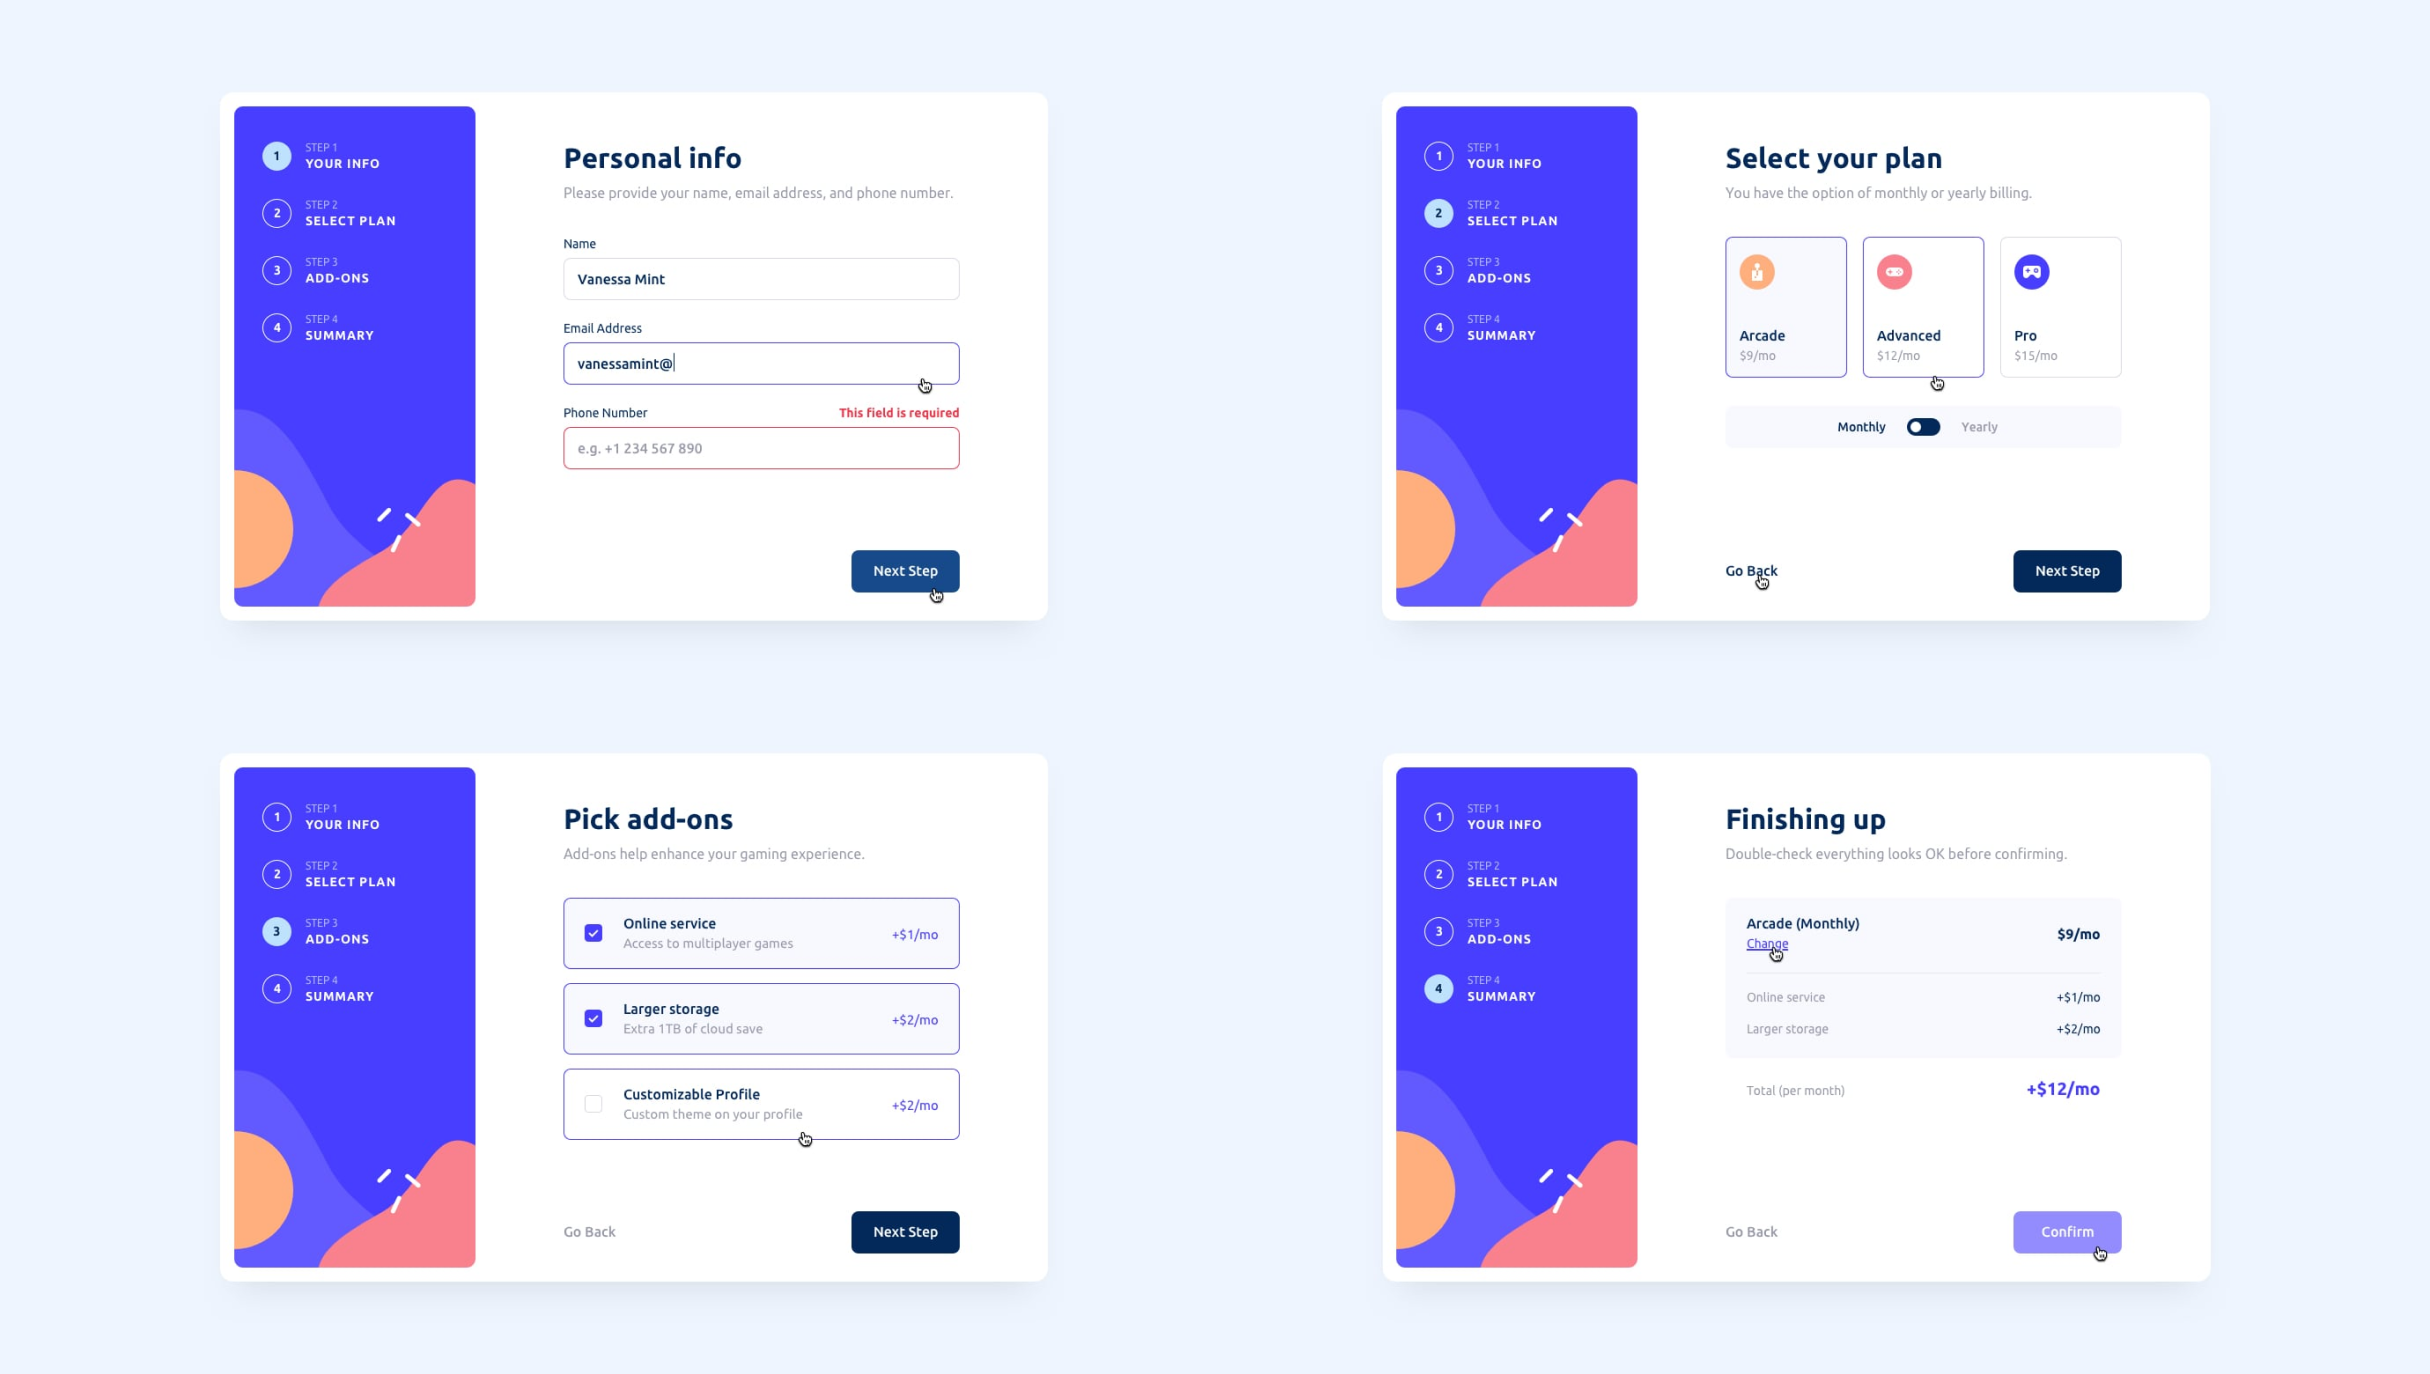 1
STEP 1
YOUR INFO
2
STEP 2
SELECT PLAN
3
STEP 3
ADD-ONS
4
STEP 4
SUMMARY
Personal info
Please provide your name, email address, and phone number.
Name
Vanessa Mint
Email Address
vanessamint@
Phone Number This field is required
e.g. +1 234 567 890
Next Step
1
STEP 1
YOUR INFO
2
STEP 2
SELECT PLAN
3
STEP 3
ADD-ONS
4
STEP 4
SUMMARY
Select your plan
You have the option of monthly or yearly billing.
Arcade
$9/mo
Advanced
$12/mo
Pro
$15/mo
Monthly Yearly
Go Back Next Step
1
STEP 1
YOUR INFO
2
STEP 2
SELECT PLAN
3
STEP 3
ADD-ONS
4
STEP 4
SUMMARY
Pick add-ons
Add-ons help enhance your gaming experience.
Online service
Access to multiplayer games
+$1/mo
Larger storage
Extra 1TB of cloud save
+$2/mo
Customizable Profile
Custom theme on your profile
+$2/mo
Go Back Next Step
1
STEP 1
YOUR INFO
2
STEP 2
SELECT PLAN
3
STEP 3
ADD-ONS
4
STEP 4
SUMMARY
Finishing up
Double-check everything looks OK before confirming.
Arcade (Monthly)
Change
$9/mo
Online service +$1/mo
Larger storage +$2/mo
Total (per month) +$12/mo
Go Back Confirm